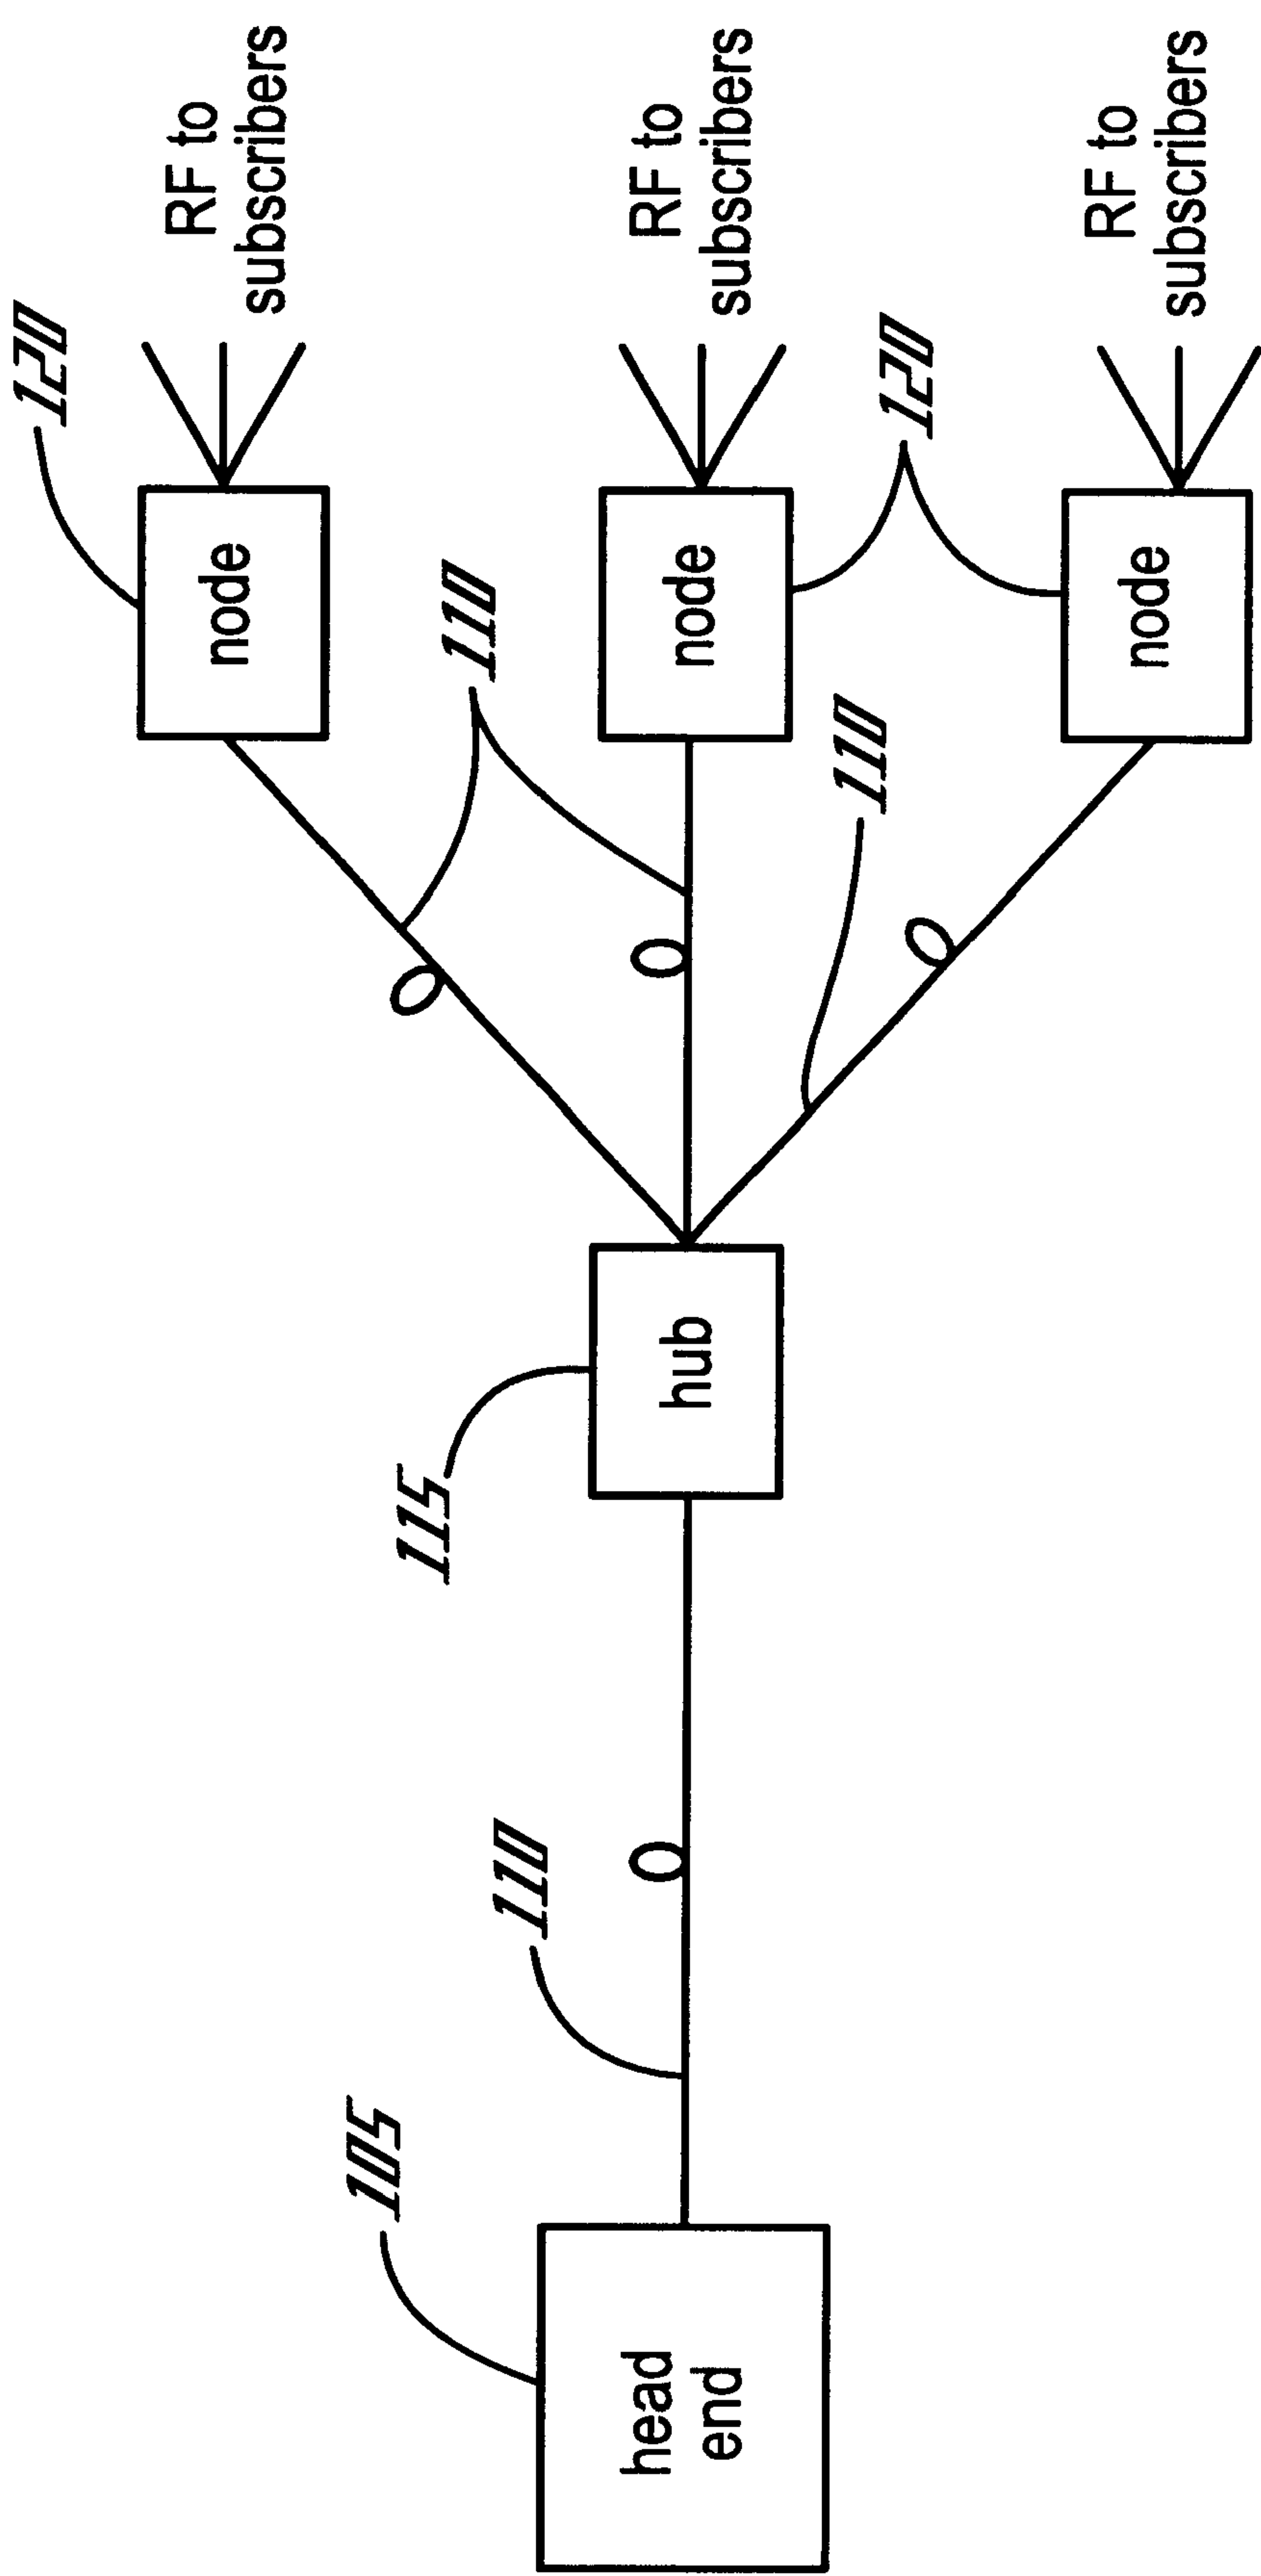 120
RF to
subscribers
node
110
120
RF to
subscribers
node
110
RF to
subscribers
node
115
hub
110
105
head
end